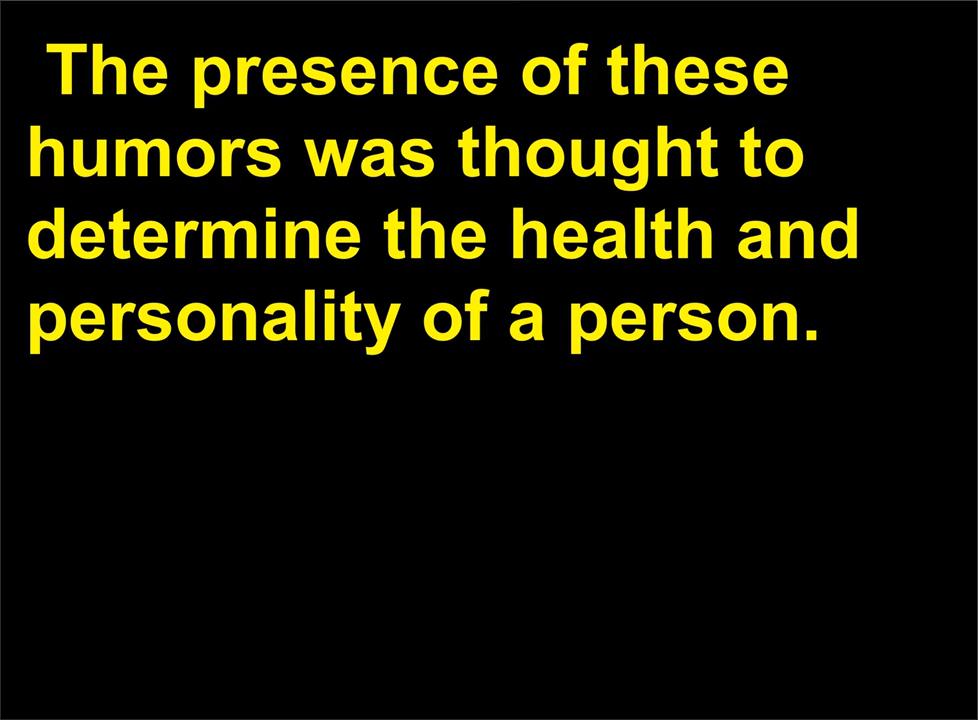 The presence of these
humors was thought to
determine the health and
personality of a person.